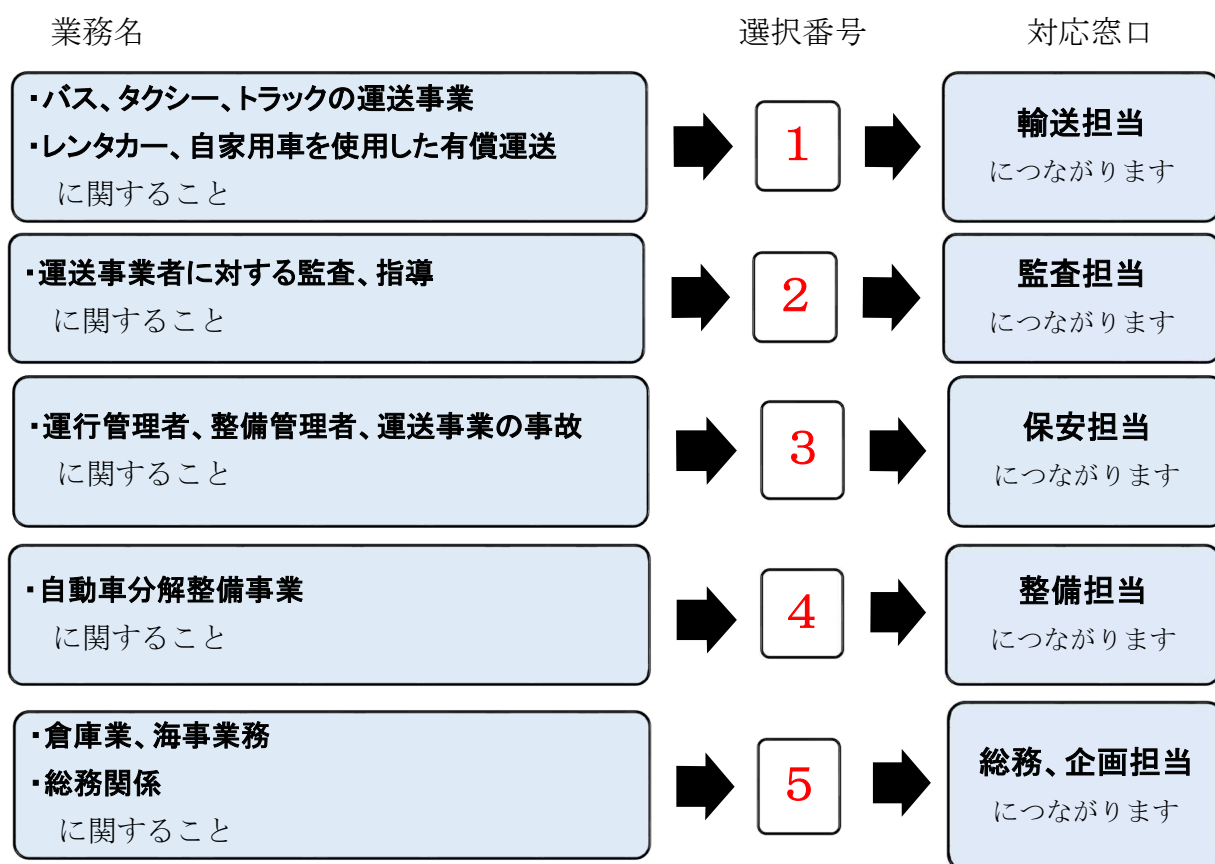 業務名 選択番号 対応窓口
・バス、タクシー、トラックの運送事業
・レンタカー、自家用車を使用した有償運送
に関すること
1
輸送担当
につながります
・運送事業者に対する監査、指導
に関すること
2
監査担当
につながります
・運行管理者、整備管理者、運送事業の事故
に関すること
3
保安担当
につながります
・自動車分解整備事業
に関すること
4
整備担当
につながります
・倉庫業、海事業務
・総務関係
に関すること
5
総務、企画担当
につながります